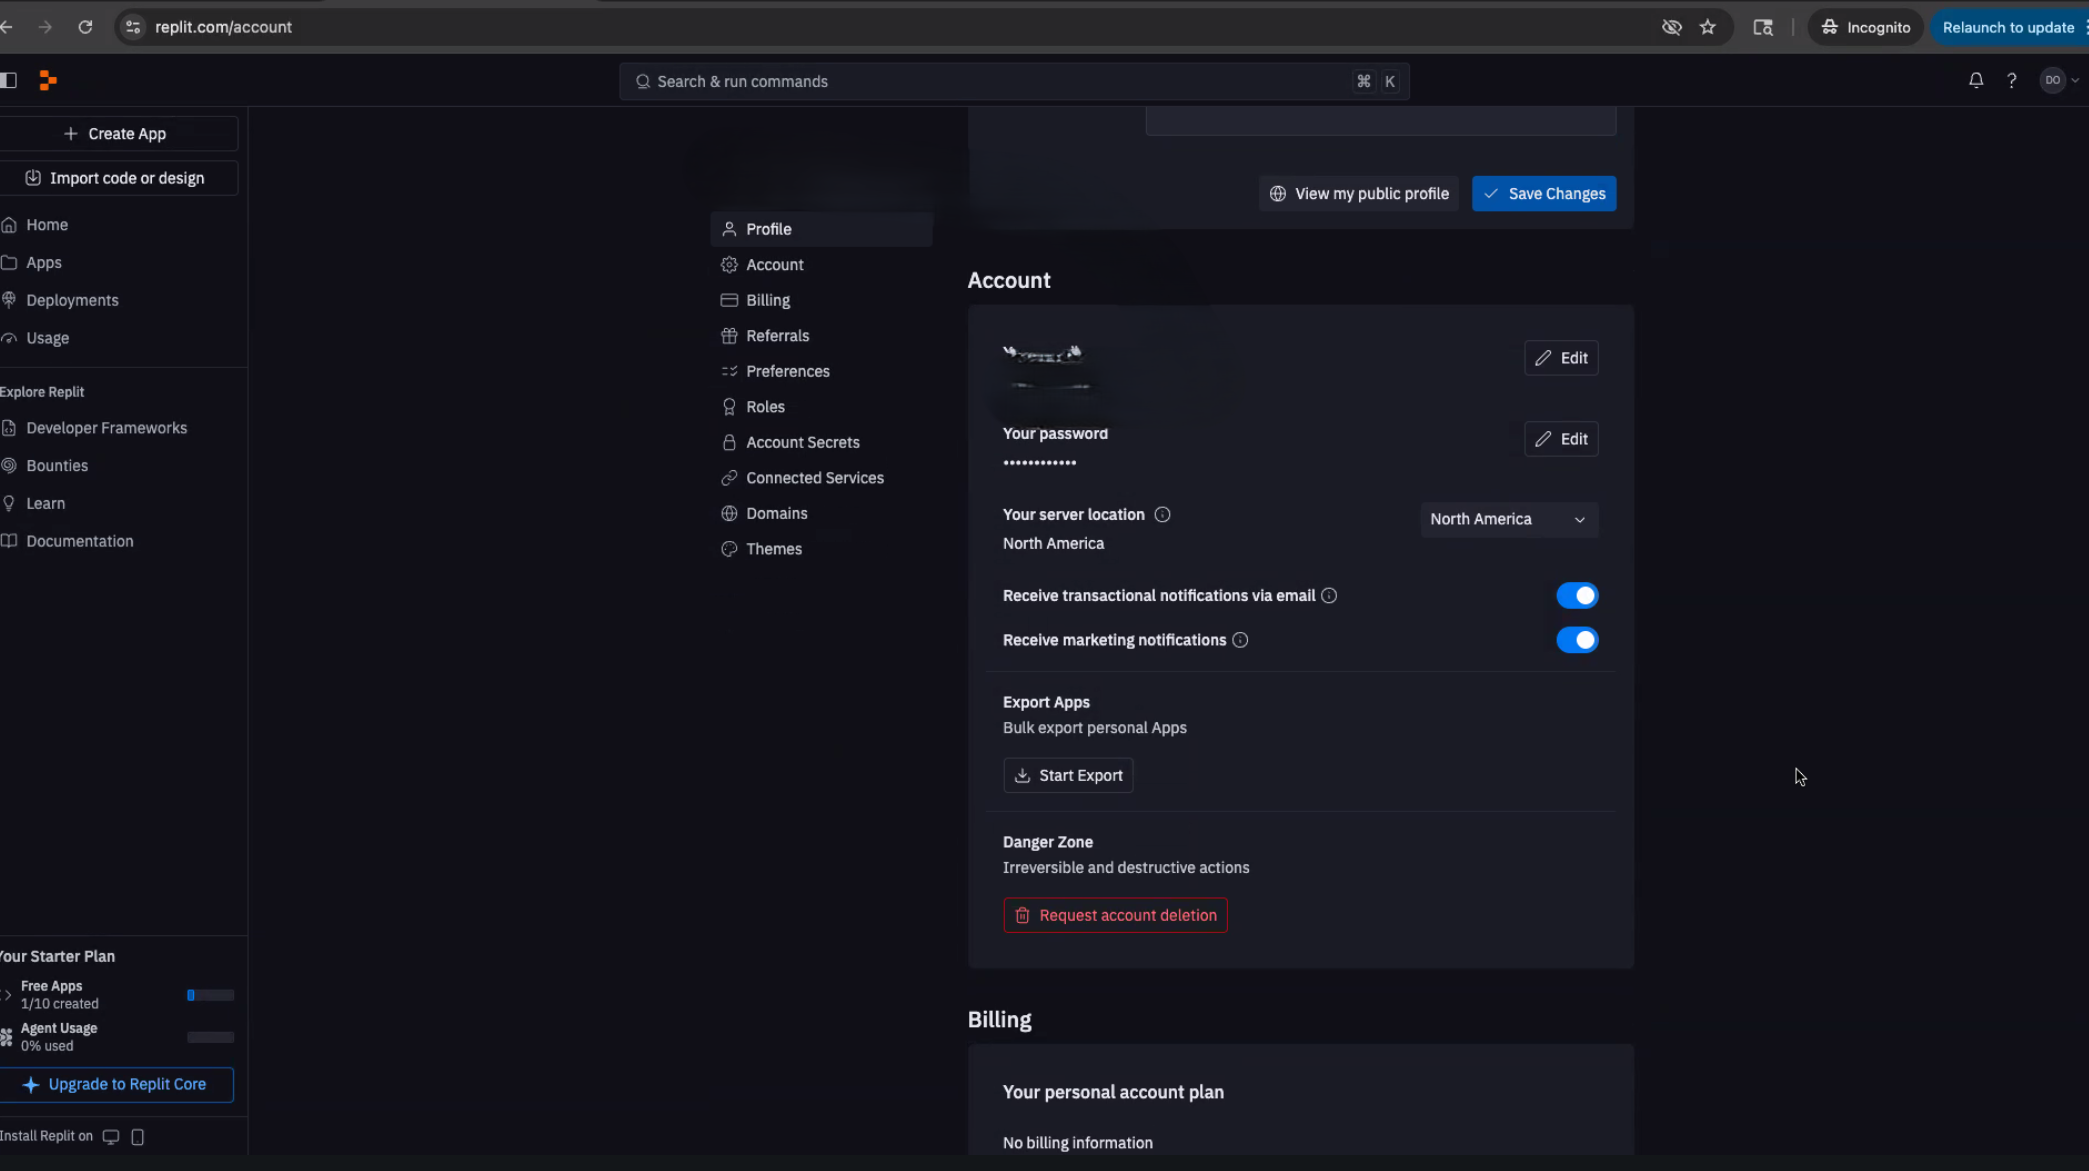 replit.com/account
Incognito
Relaunch to update
Search & run commands
⌘ K
DO
Create App
Import code or design
Home
Apps
Deployments
Usage
Explore Replit
Developer Frameworks
Bounties
Learn
Documentation
Your Starter Plan
Free Apps
1/10 created
Agent Usage
0% used
Upgrade to Replit Core
Install Replit on
Profile
Account
Billing
Referrals
Preferences
Roles
Account Secrets
Connected Services
Domains
Themes
View my public profile
Save Changes
Account
Edit
Your password
••••••••••••
Edit
Your server location
North America
North America
Receive transactional notifications via email
Receive marketing notifications
Export Apps
Bulk export personal Apps
Start Export
Danger Zone
Irreversible and destructive actions
Request account deletion
Billing
Your personal account plan
No billing information